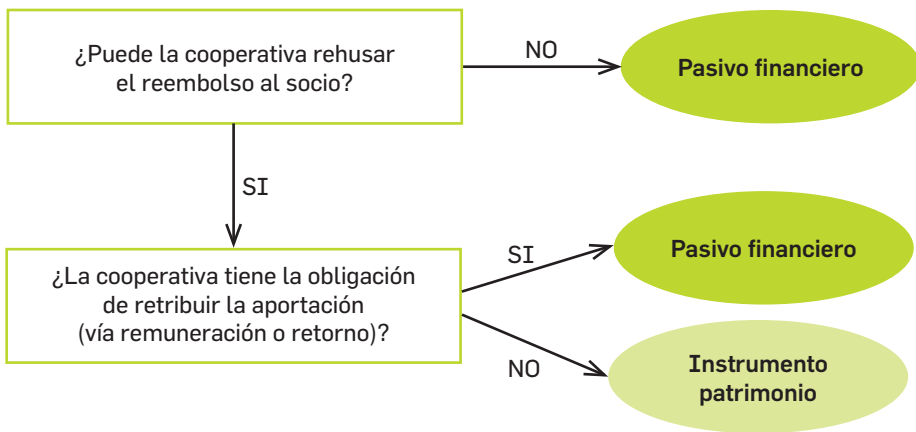 ¿Puede la cooperativa rehusar
el reembolso al socio?
NO
Pasivo financiero
SI
¿La cooperativa tiene la obligación
de retribuir la aportación
(vía remuneración o retorno)?
SI
Pasivo financiero
NO
Instrumento
patrimonio